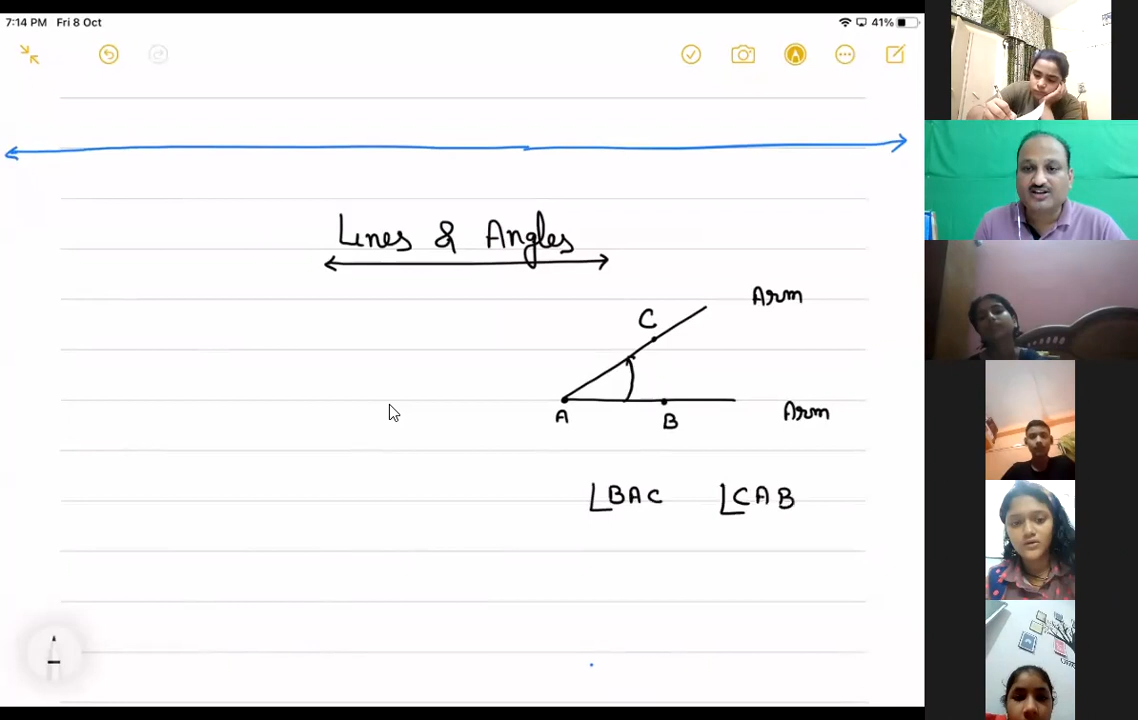 7:14 PM Fri 8 Oct
41%
Lines & Angles
Arm
C
A
B
Arm
∟BAC ∟CAB